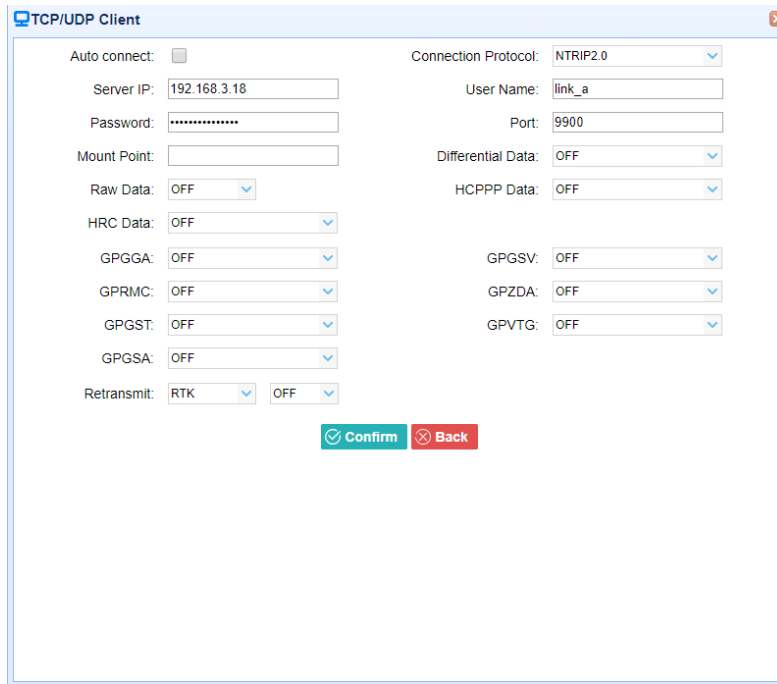 TCP/UDP Client
Auto connect: Connection Protocol: NTRIP2.0
Server IP: 192.168.3.18 User Name: link_a
Password: ••••••••••••••• Port: 9900
Mount Point: Differential Data: OFF
Raw Data: OFF HCPPP Data: OFF
HRC Data: OFF
GPGGA: OFF GPGSV: OFF
GPRMC: OFF GPZDA: OFF
GPGST: OFF GPVTG: OFF
GPGSA: OFF
Retransmit: RTK OFF
Confirm Back